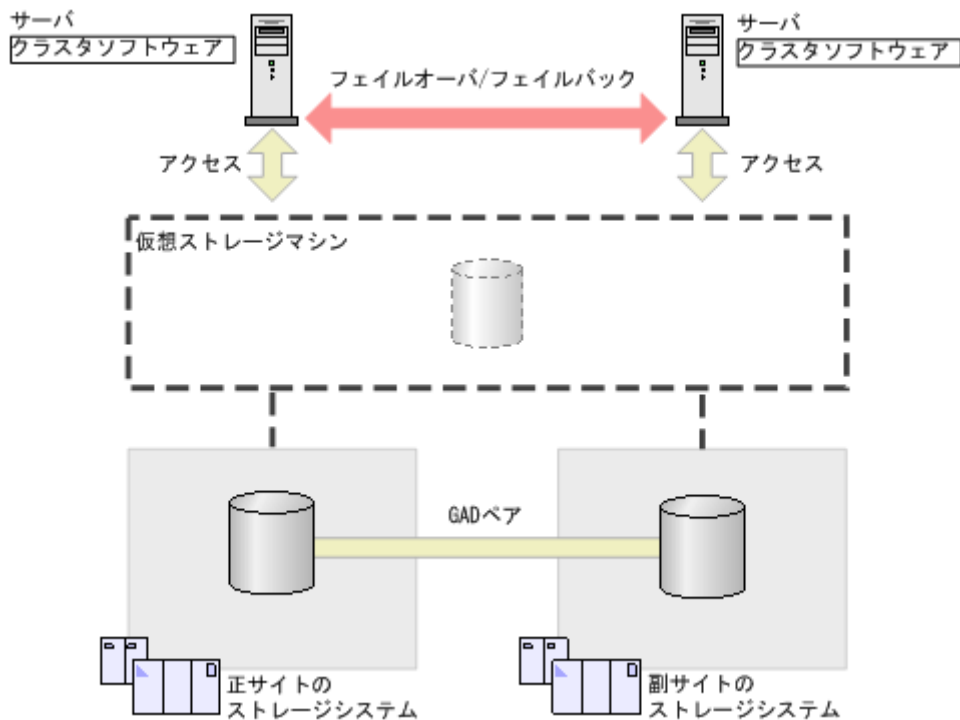 サーバ
クラスタソフトウェア
サーバ
クラスタソフトウェア
フェイルオーバ/フェイルバック
アクセス
アクセス
仮想ストレージマシン
GADペア
正サイトの
ストレージシステム
副サイトの
ストレージシステム